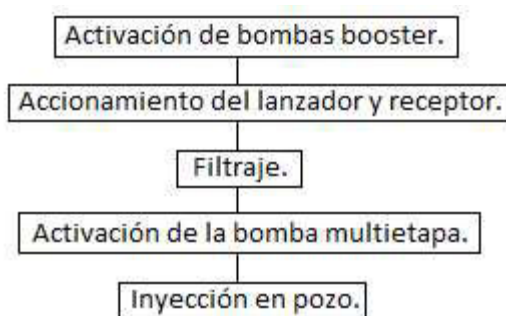 Activación de bombas booster.
Accionamiento del lanzador y receptor.
Filtraje.
Activación de la bomba multietapa.
Inyección en pozo.